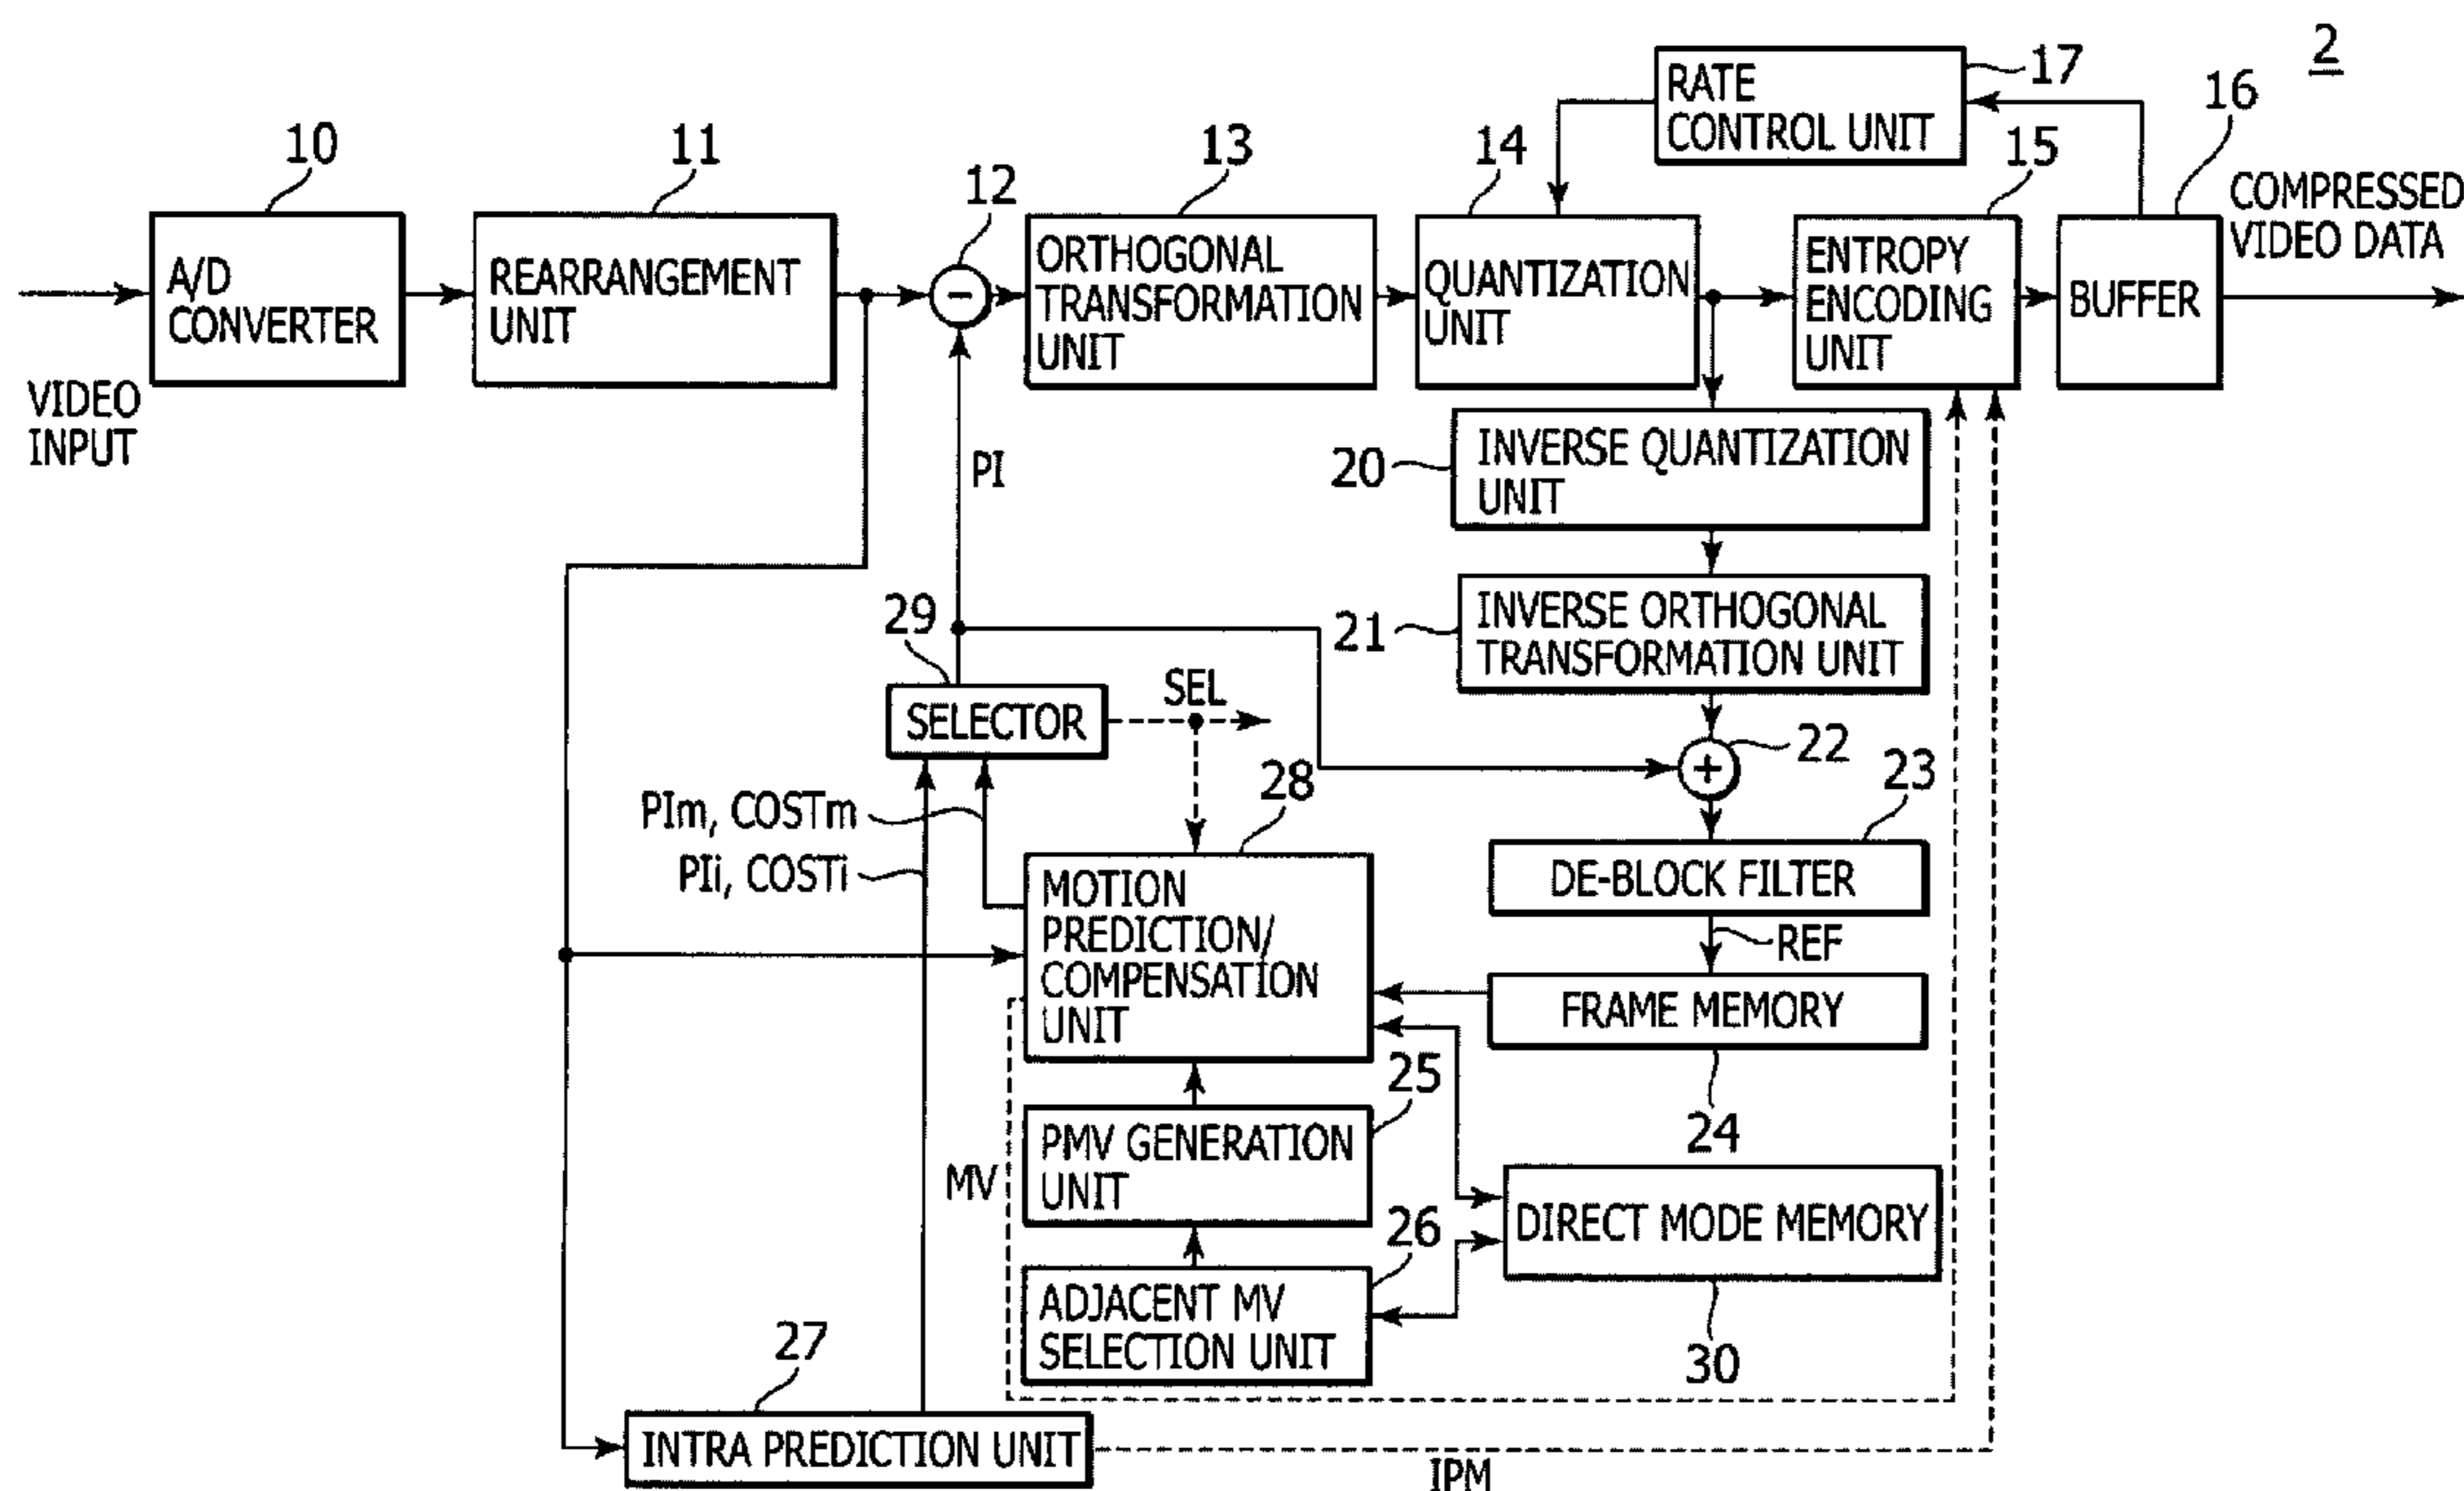 2
17
RATE
CONTROL UNIT
16
10
11
12
13
14
15
COMPRESSED
VIDEO DATA
A/D
CONVERTER
REARRANGEMENT
UNIT
-
ORTHOGONAL
TRANSFORMATION
UNIT
QUANTIZATION
UNIT
ENTROPY
ENCODING
UNIT
BUFFER
VIDEO
INPUT
PI
20
INVERSE QUANTIZATION
UNIT
21
INVERSE ORTHOGONAL
TRANSFORMATION UNIT
29
SELECTOR
SEL
+
22
23
PIm, COSTm
PIi, COSTi
28
MOTION
PREDICTION/
COMPENSATION
UNIT
DE-BLOCK FILTER
REF
FRAME MEMORY
24
25
PMV GENERATION
UNIT
MV
26
DIRECT MODE MEMORY
30
ADJACENT MV
SELECTION UNIT
27
INTRA PREDICTION UNIT
IPM